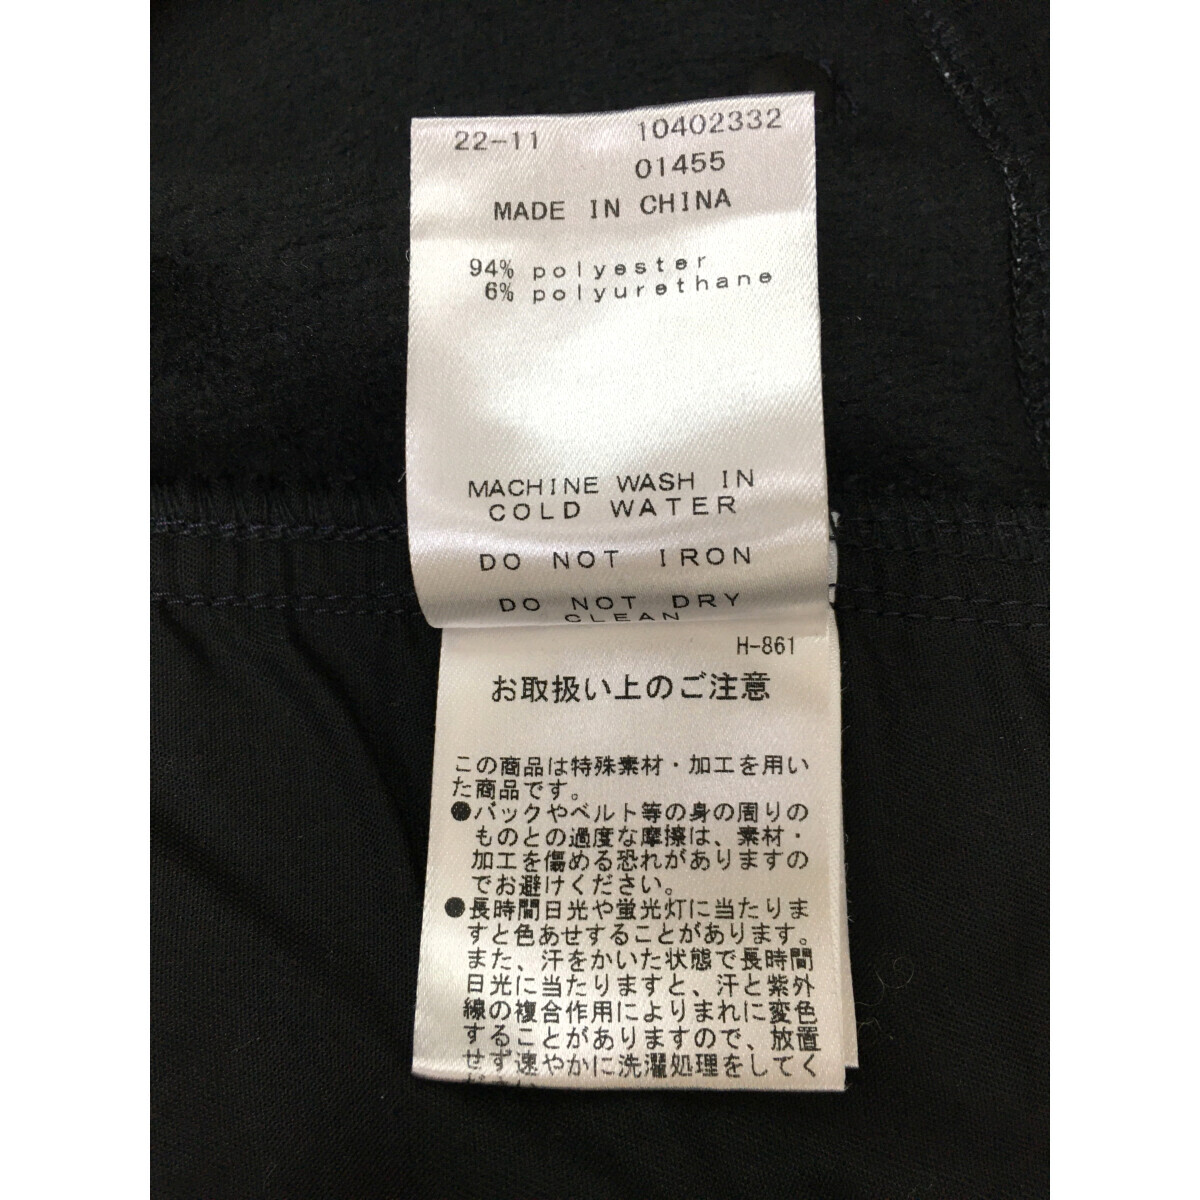 22-11 10402332
01455
MADE IN CHINA
94% polyester
6% polyurethane
MACHINE WASH IN
COLD WATER
DO NOT IRON
DO NOT DRY
CLEAN
H-861
お取扱い上のご注意
この商品は特殊素材・加工を用い
た商品です。
●バックやベルト等の身の周りの
ものとの過度な摩擦は、素材・
加工を傷める恐れがありますの
でお避けください。
●長時間日光や蛍光灯に当たりま
すと色あせすることがあります。
また、汗をかいた状態で長時間
日光に当たりますと、汗と紫外
線の複合作用によりまれに変色
することがありますので、放置
せず速やかに洗濯処理をしてく
ださい